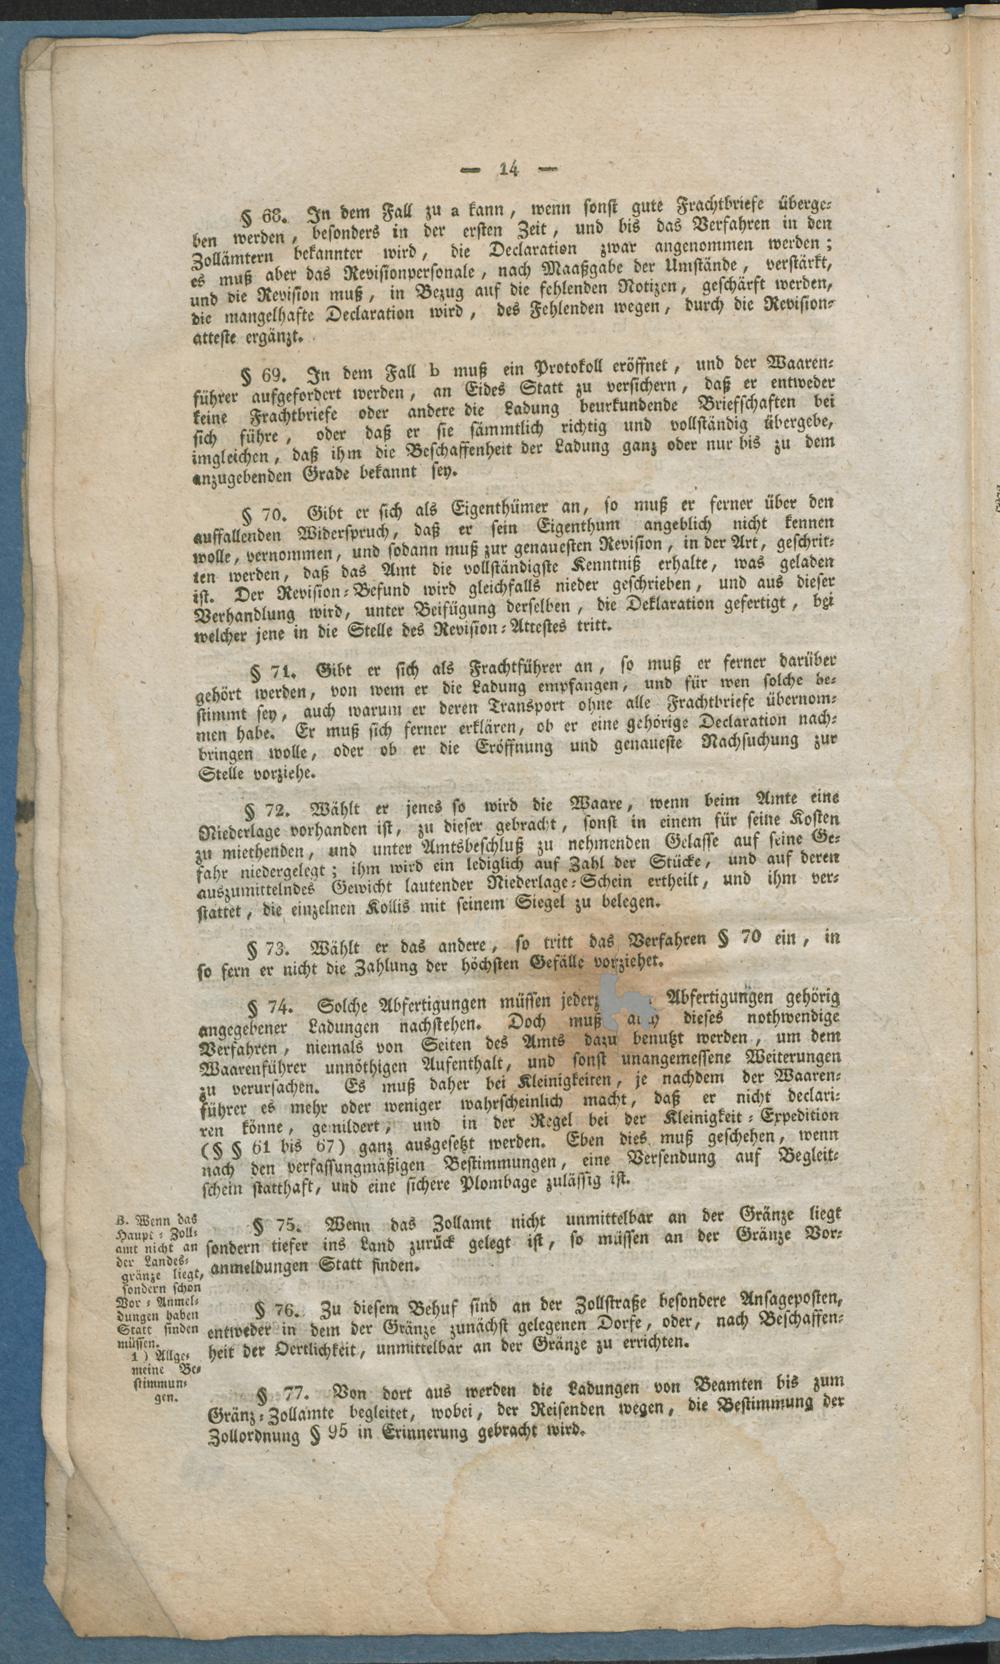 — 14 —
§ 68. In dem Fall zu a kann, wenn sonst gute Frachtbriefe überge=
ben werden, besonders in der ersten Zeit, und bis das Verfahren in den
Zollämtern bekannter wird, die Declaration zwar angenommen werden;
es muß aber das Revisionpersonale, nach Maaßgabe der Umstände, verstärkt,
und die Revision muß, in Bezug auf die fehlenden Notizen, geschärft werden,
die mangelhafte Declaration wird, des Fehlenden wegen, durch die Revision=
atteste ergänzt.
§ 69. In dem Fall b muß ein Protokoll eröffnet, und der Waaren=
führer aufgefordert werden, an Eides Statt zu versichern, daß er entweder
keine Frachtbriefe oder andere die Ladung beurkundende Briefschaften bei
sich führe, oder daß er sie sämmtlich richtig und vollständig übergebe,
imgleichen, daß ihm die Beschaffenheit der Ladung ganz oder nur bis zu dem
anzugebenden Grade bekannt sey.
§ 70. Gibt er sich als Eigenthümer an, so muß er ferner über den
auffallenden Widerspruch, daß er sein Eigenthum angeblich nicht kennen
wolle, vernommen, und sodann muß zur genauesten Revision, in der Art, geschrit=
ten werden, daß das Amt die vollständigste Kenntniß erhalte, was geladen
ist. Der Revision=Befund wird gleichfalls nieder geschrieben, und aus dieser
Verhandlung wird, unter Beifügung derselben, die Deklaration gefertigt, bei
welcher jene in die Stelle des Revision=Attestes tritt.
§ 71. Gibt er sich als Frachtführer an, so muß er ferner darüber
gehört werden, von wem er die Ladung empfangen, und für wen solche be=
stimmt sey, auch warum er deren Transport ohne alle Frachtbriefe übernom=
men habe. Er muß sich ferner erklären, ob er eine gehörige Declaration nach=
bringen wolle, oder ob er die Eröffnung und genaueste Nachsuchung zur
Stelle vorziehe.
§ 72. Wählt er jenes so wird die Waare, wenn beim Amte eine
Niederlage vorhanden ist, zu dieser gebracht, sonst in einem für seine Kosten
zu miethenden, und unter Amtsbeschluß zu nehmenden Gelasse auf seine Ge=
fahr niedergelegt; ihm wird ein lediglich auf Zahl der Stücke, und auf deren
auszumittelndes Gewicht lautender Niederlage=Schein ertheilt, und ihm ver=
stattet, die einzelnen Kollis mit seinem Siegel zu belegen.
§ 73. Wählt er das andere, so tritt das Verfahren § 70 ein, in
so fern er nicht die Zahlung der höchsten Gefälle vorziehet.
§ 74. Solche Abfertigungen müssen Abfertigungen gehörig
angegebener Ladungen nachstehen. Doch muß dieses nothwendige
Verfahren, niemals von Seiten des Amts dazu benutzt werden, um dem
Waarenführer unnöthigen Aufenthalt, und sonst unangemessene Weiterungen
zu verursachen. Es muß daher bei Kleinigkeiten, je nachdem der Waaren=
führer es mehr oder weniger wahrscheinlich macht, daß er nicht declari=
ren könne, gemildert, und in der Regel bei der Kleinigkeit=Expedition
(§ § 61 bis 67) ganz ausgesetzt werden. Eben dies muß geschehen, wenn
nach den verfassungmäßigen Bestimmungen, eine Versendung auf Begleit=
schein statthaft, und eine sichere Plombage zulässig ist.
B. Wenn das
Haupt=Zoll=
amt nicht an
der Landes=
gränze liegt,
sondern schon
Vor=Anmel=
dungen haben
Statt finden
müssen.
1) Allge=
meine Be=
stimmun=
gen.
§ 75. Wenn das Zollamt nicht unmittelbar an der Gränze liegt
sondern tiefer ins Land zurück gelegt ist, so müssen an der Gränze Vor=
anmeldungen Statt finden.
§ 76. Zu diesem Behuf sind an der Zollstraße besondere Ansageposten,
entweder in dem der Gränze zunächst gelegenen Dorfe, oder, nach Beschaffen=
heit der Oertlichkeit, unmittelbar an der Gränze zu errichten.
§ 77. Von dort aus werden die Ladungen von Beamten bis zum
Gränz=Zollamte begleitet, wobei, der Reisenden wegen, die Bestimmung der
Zollordnung § 95 in Erinnerung gebracht wird.